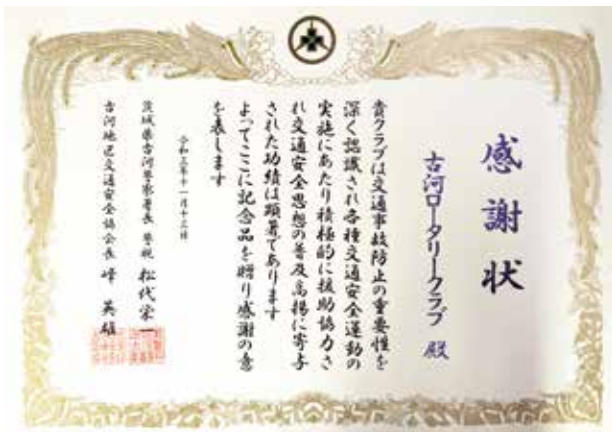 感謝状
古河ロータリークラブ 殿
貴クラブは交通事故防止の重要性を
深く認識され各種交通安全運動の
実施にあたり積極的に援助協力さ
れ交通安全思想の普及高揚に寄与
された功績は顕著であります
よってここに記念品を贈り感謝の意
を表します
令和三年十一月十三日
茨城県古河警察署長 警視 松代栄一
古河地区交通安全協会長 峰 英雄